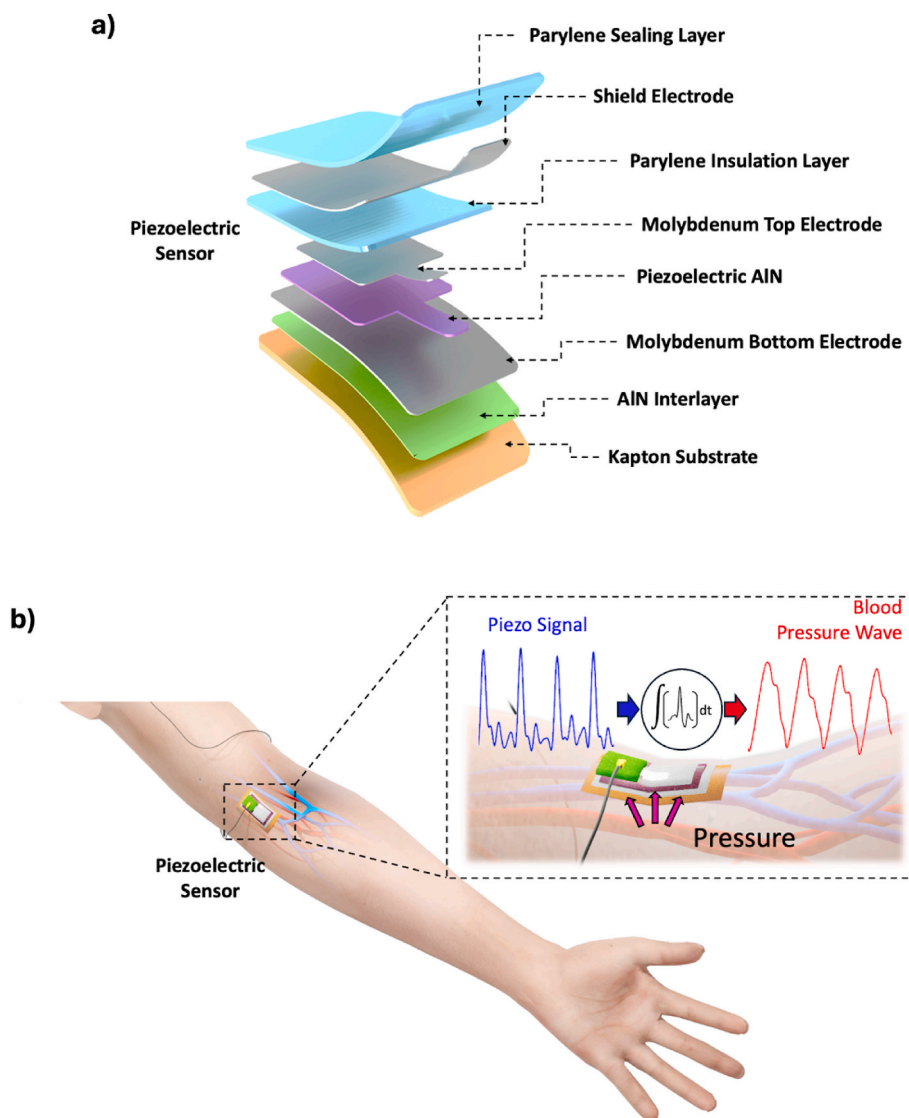 a)
Parylene Sealing Layer
Shield Electrode
Parylene Insulation Layer
Piezoelectric
Sensor
Molybdenum Top Electrode
Piezoelectric AlN
Molybdenum Bottom Electrode
AlN Interlayer
Kapton Substrate
b)
Piezo Signal
Blood
Pressure Wave
∫[ ]dt
Pressure
Piezoelectric
Sensor